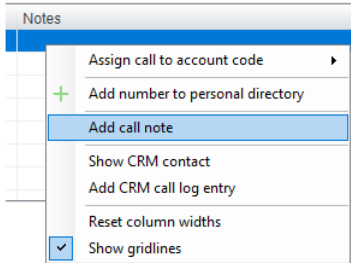 Notes
Assign call to account code
Add number to personal directory
Add call note
Show CRM contact
Add CRM call log entry
Reset column widths
Show gridlines